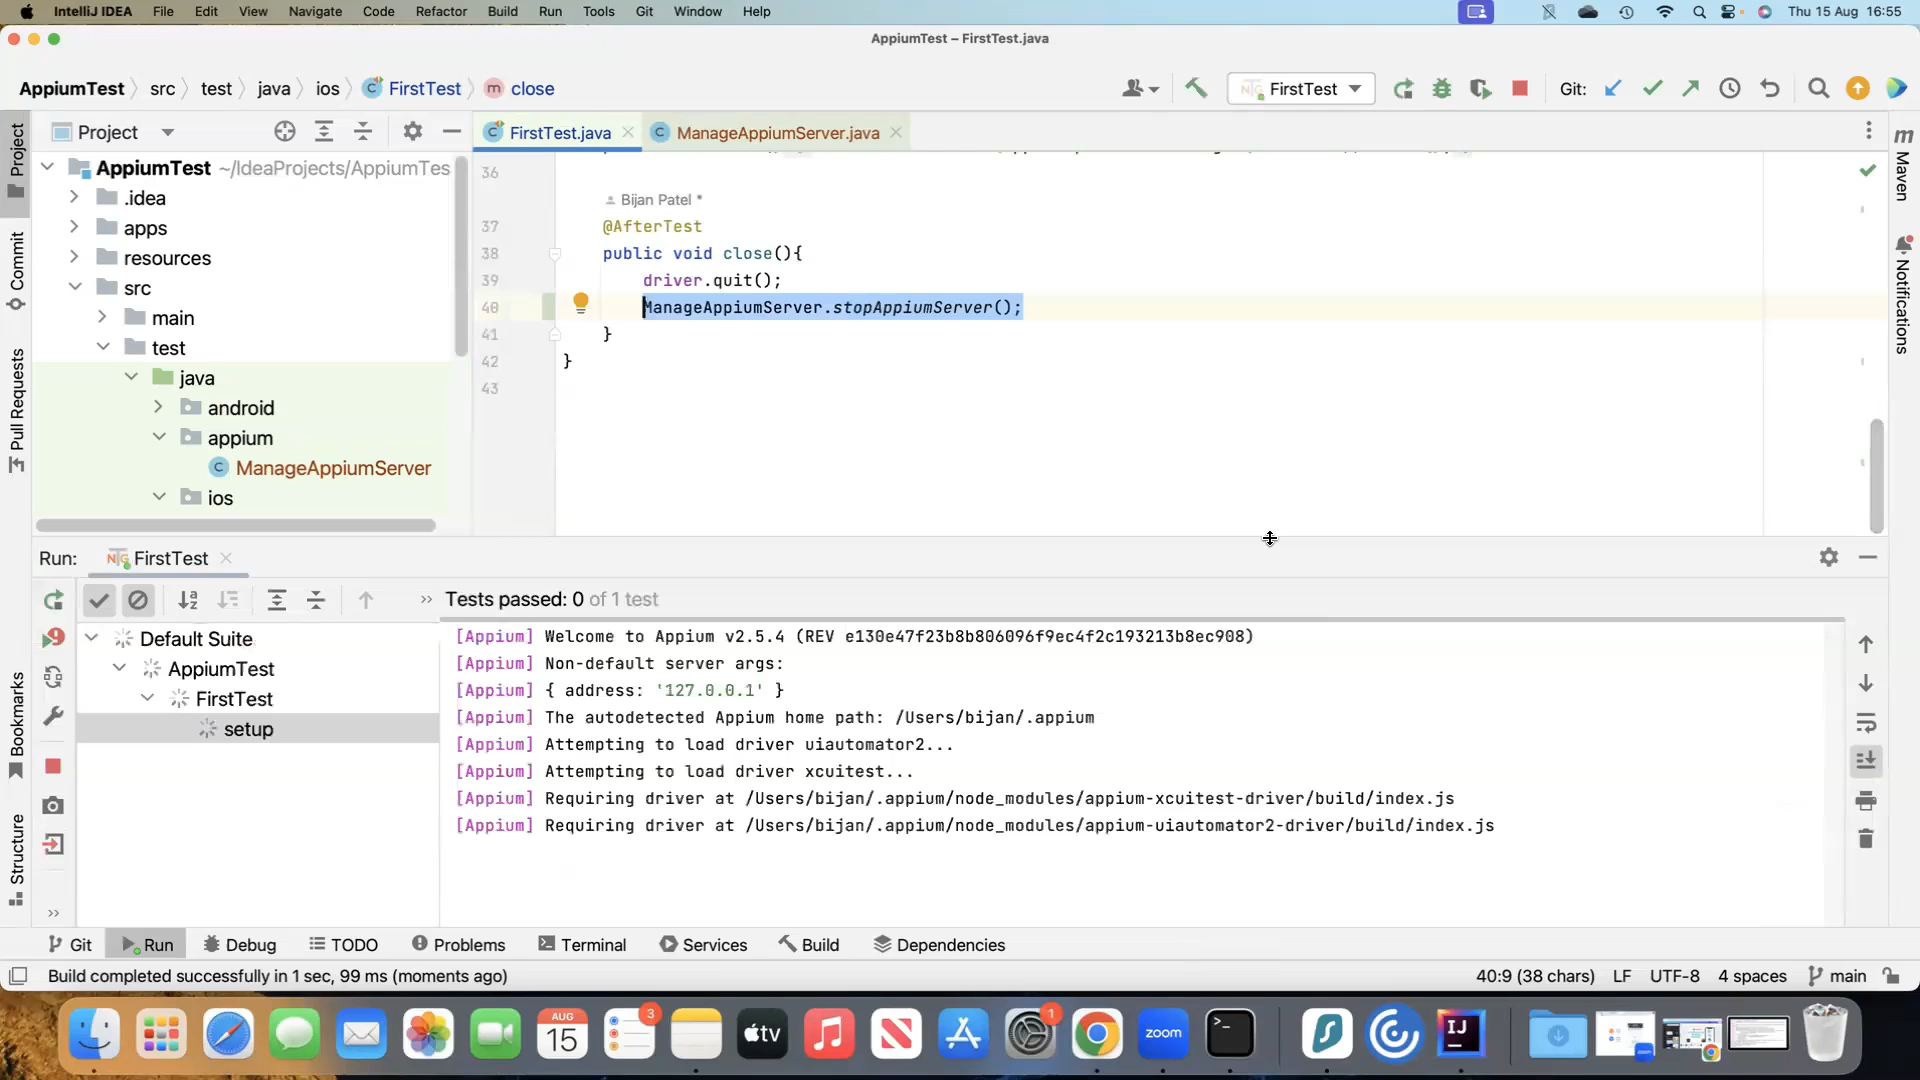 IntelliJ IDEA File Edit View Navigate Code Refactor Build Run Tools Git Window Help Thu 15 Aug 16:55
AppiumTest – FirstTest.java
AppiumTest src test java ios FirstTest m close FirstTest Git:
Project FirstTest.java ManageAppiumServer.java
AppiumTest ~/IdeaProjects/AppiumTes
.idea
apps
resources
src
main
test
java
android
appium
ManageAppiumServer
ios
36
Bijan Patel *
37 @AfterTest
38 public void close(){
39 driver.quit();
40 ManageAppiumServer.stopAppiumServer();
41 }
42 }
43
Project
Commit
Pull Requests
Bookmarks
Structure
m Maven
Notifications
Run: FirstTest
Tests passed: 0 of 1 test
Default Suite
AppiumTest
FirstTest
setup
[Appium] Welcome to Appium v2.5.4 (REV e130e47f23b8b806096f9ec4f2c193213b8ec908)
[Appium] Non-default server args:
[Appium] { address: '127.0.0.1' }
[Appium] The autodetected Appium home path: /Users/bijan/.appium
[Appium] Attempting to load driver uiautomator2...
[Appium] Attempting to load driver xcuitest...
[Appium] Requiring driver at /Users/bijan/.appium/node_modules/appium-xcuitest-driver/build/index.js
[Appium] Requiring driver at /Users/bijan/.appium/node_modules/appium-uiautomator2-driver/build/index.js
Git Run Debug TODO Problems Terminal Services Build Dependencies
Build completed successfully in 1 sec, 99 ms (moments ago) 40:9 (38 chars) LF UTF-8 4 spaces main
AUG
15
3
tv
1
zoom
IJ